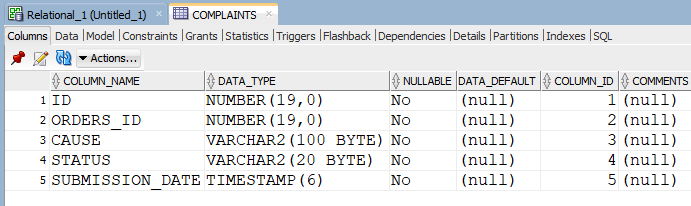 Relational_1 (Untitled_1) × COMPLAINTS ×
Columns Data Model Constraints Grants Statistics Triggers Flashback Dependencies Details Partitions Indexes SQL
Actions...
COLUMN_NAME DATA_TYPE NULLABLE DATA_DEFAULT COLUMN_ID COMMENTS
1 ID NUMBER(19,0) No (null) 1 (null)
2 ORDERS_ID NUMBER(19,0) No (null) 2 (null)
3 CAUSE VARCHAR2(100 BYTE) No (null) 3 (null)
4 STATUS VARCHAR2(20 BYTE) No (null) 4 (null)
5 SUBMISSION_DATE TIMESTAMP(6) No (null) 5 (null)